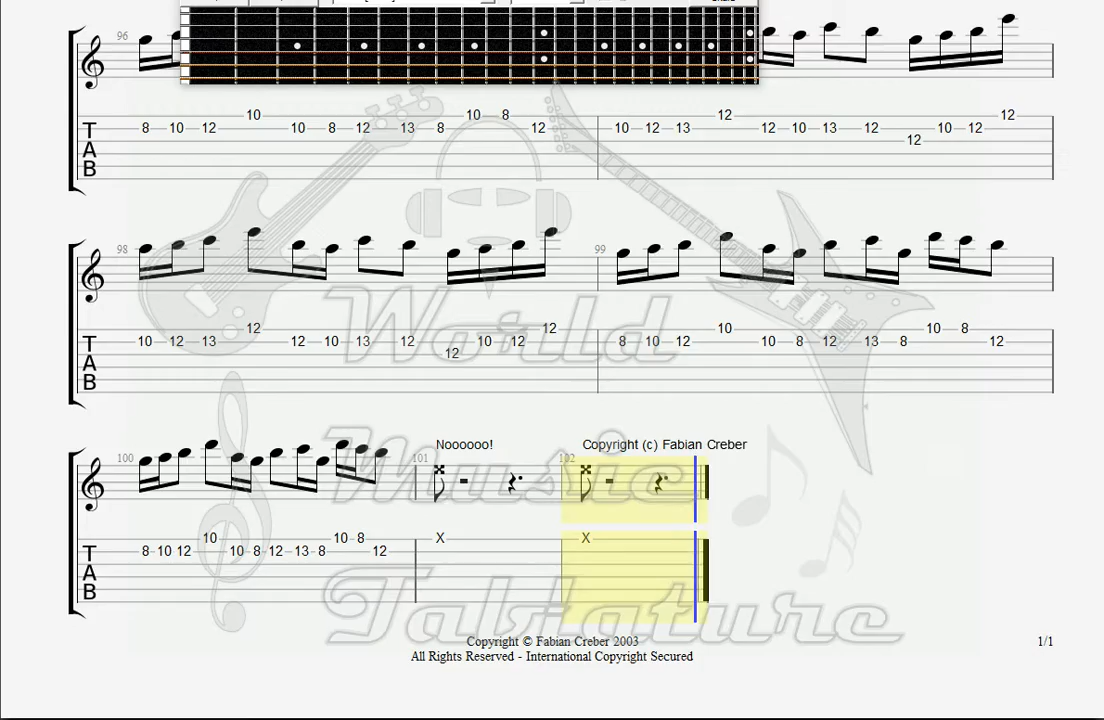 96
10 10 8
8 10 12 10 8 12 13 8 12
12 12
10 12 13 12 10 13 12 10 12
12
T
A
B
98 99
12 12
10 12 13 12 10 13 12 10 12
12
10 10 8
8 10 12 10 8 12 13 8 12
T
A
B
World
Noooooo! Copyright (c) Fabian Creber
100 101 102
Music
10 10 8 X X
8 10 12 10 8 12 13 8 12
T
A
B
Tablature
Copyright © Fabian Creber 2003
All Rights Reserved - International Copyright Secured
1/1